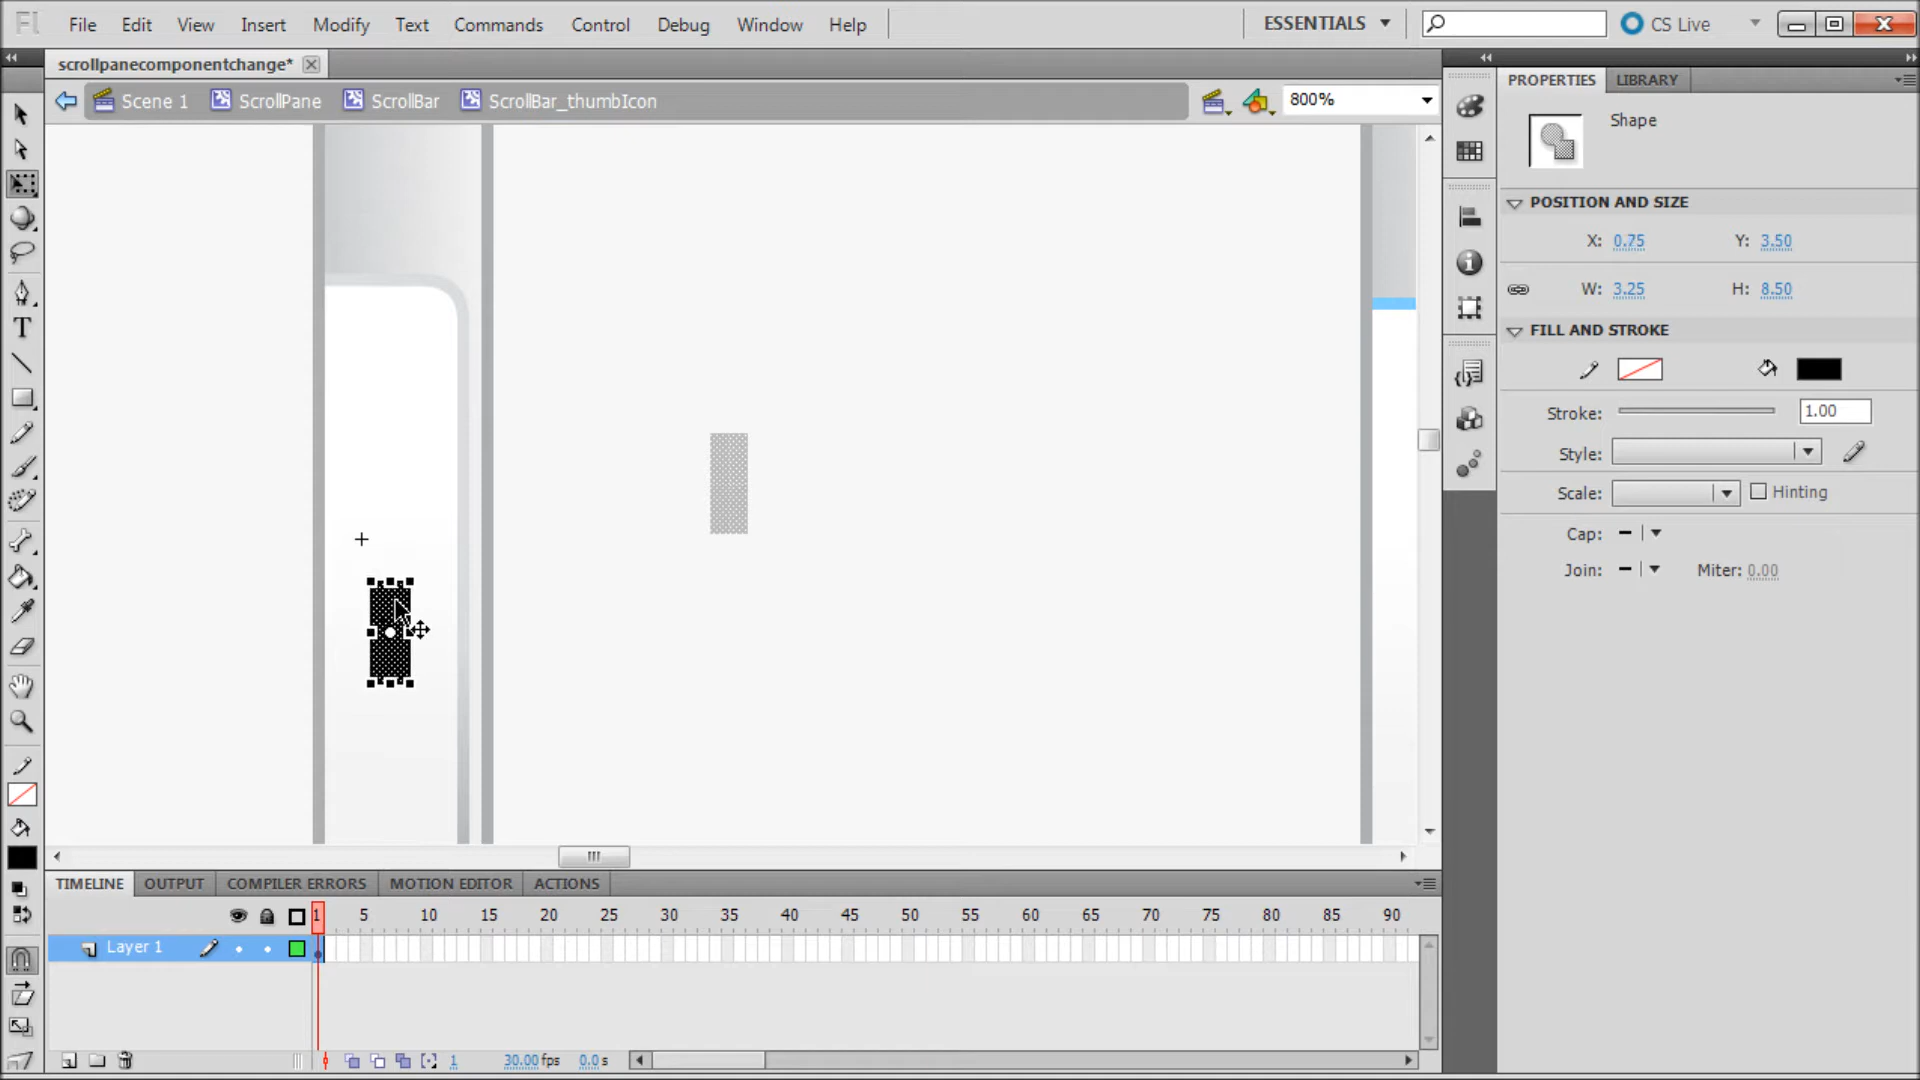 Fl File Edit View Insert Modify Text Commands Control Debug Window Help ESSENTIALS CS Live
scrollpanecomponentchange* PROPERTIES LIBRARY
Scene 1 ScrollPane ScrollBar ScrollBar_thumbIcon 800%
Shape
POSITION AND SIZE
X: 0.75 Y: 3.50
W: 3.25 H: 8.50
FILL AND STROKE
Stroke: 1.00
Style:
Scale: Hinting
Cap:
Join: Miter: 0.00
T
TIMELINE OUTPUT COMPILER ERRORS MOTION EDITOR ACTIONS
1 5 10 15 20 25 30 35 40 45 50 55 60 65 70 75 80 85 90
Layer 1
1 30.00 fps 0.0 s